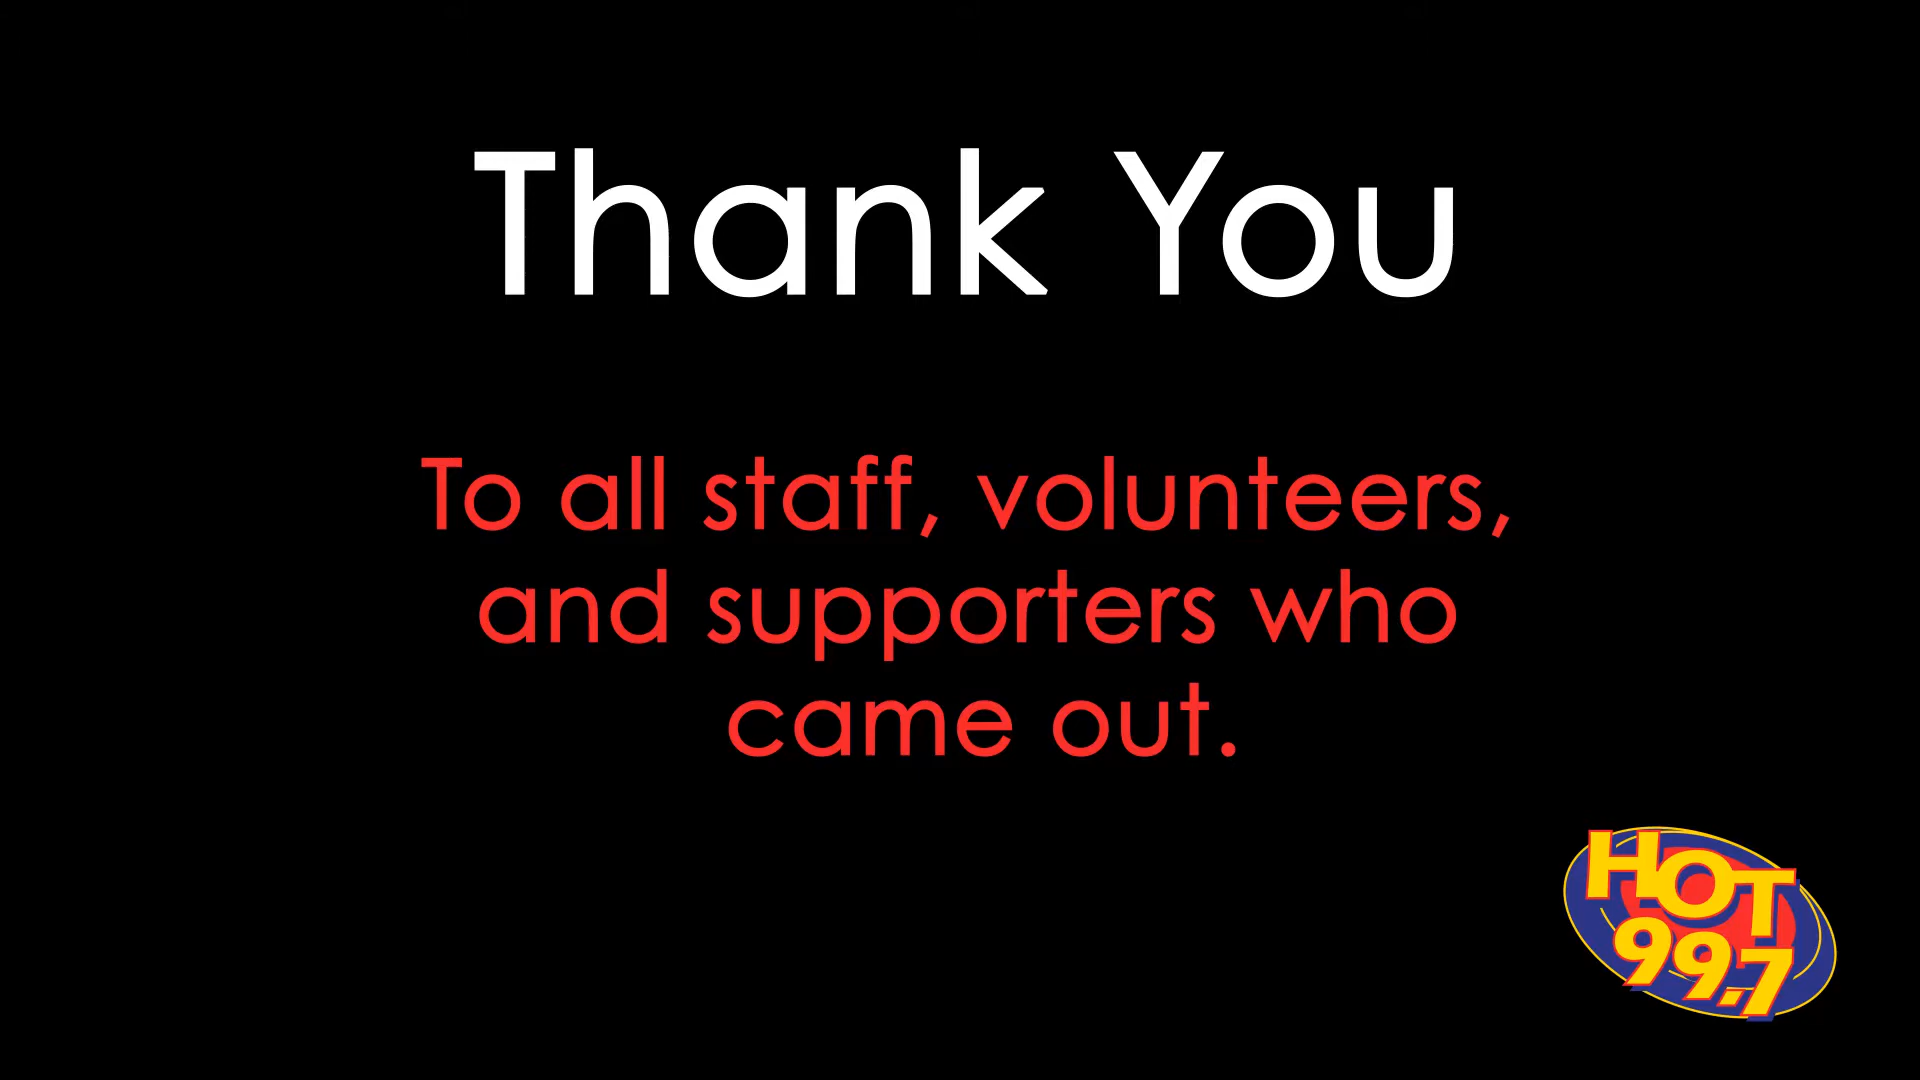 Thank You
To all staff, volunteers,
and supporters who
came out.
HOT
99.7